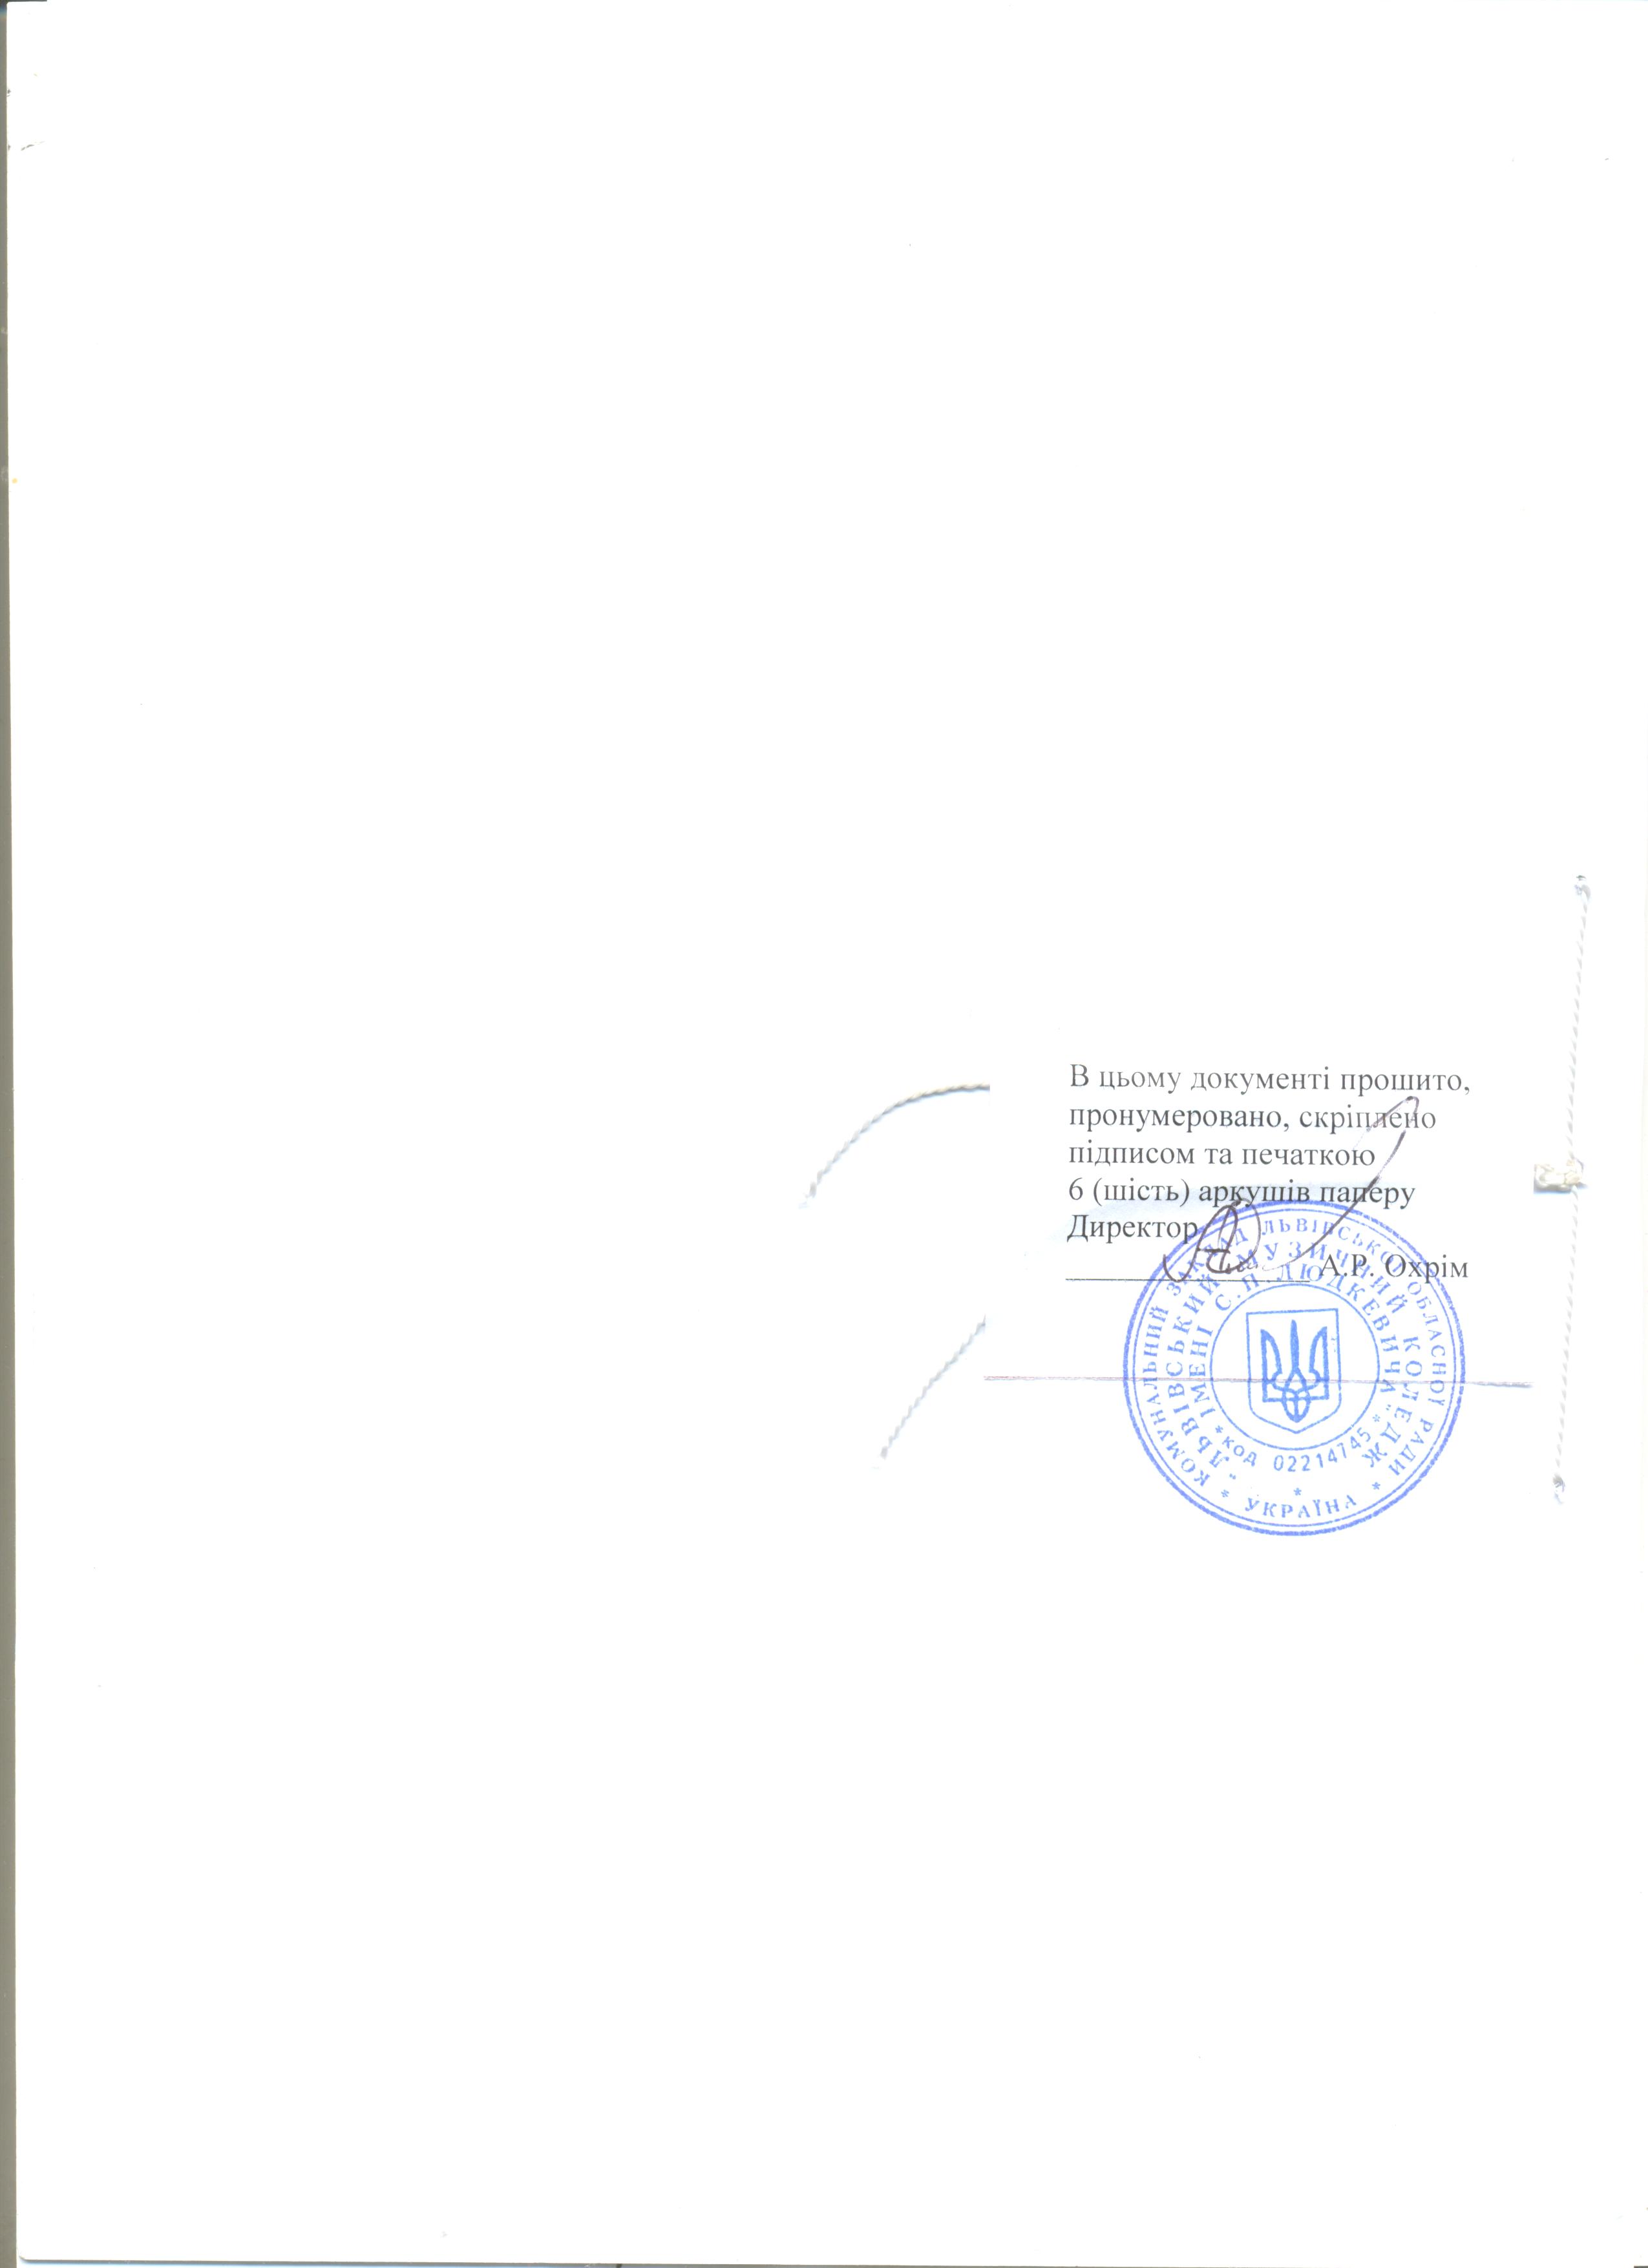 В цьому документі прошито,
пронумеровано, скріплено
підписом та печаткою
6 (шість) аркушів паперу
Директор
А.Р. Охрім
* КОМУНАЛЬНИЙ ЗАКЛАД ЛЬВІВСЬКОЇ ОБЛАСНОЇ РАДИ * УКРАЇНА
"ЛЬВІВСЬКИЙ МУЗИЧНИЙ КОЛЕДЖ
ІМЕНІ С.П ЛЮДКЕВИЧА"
* код 02214745 *